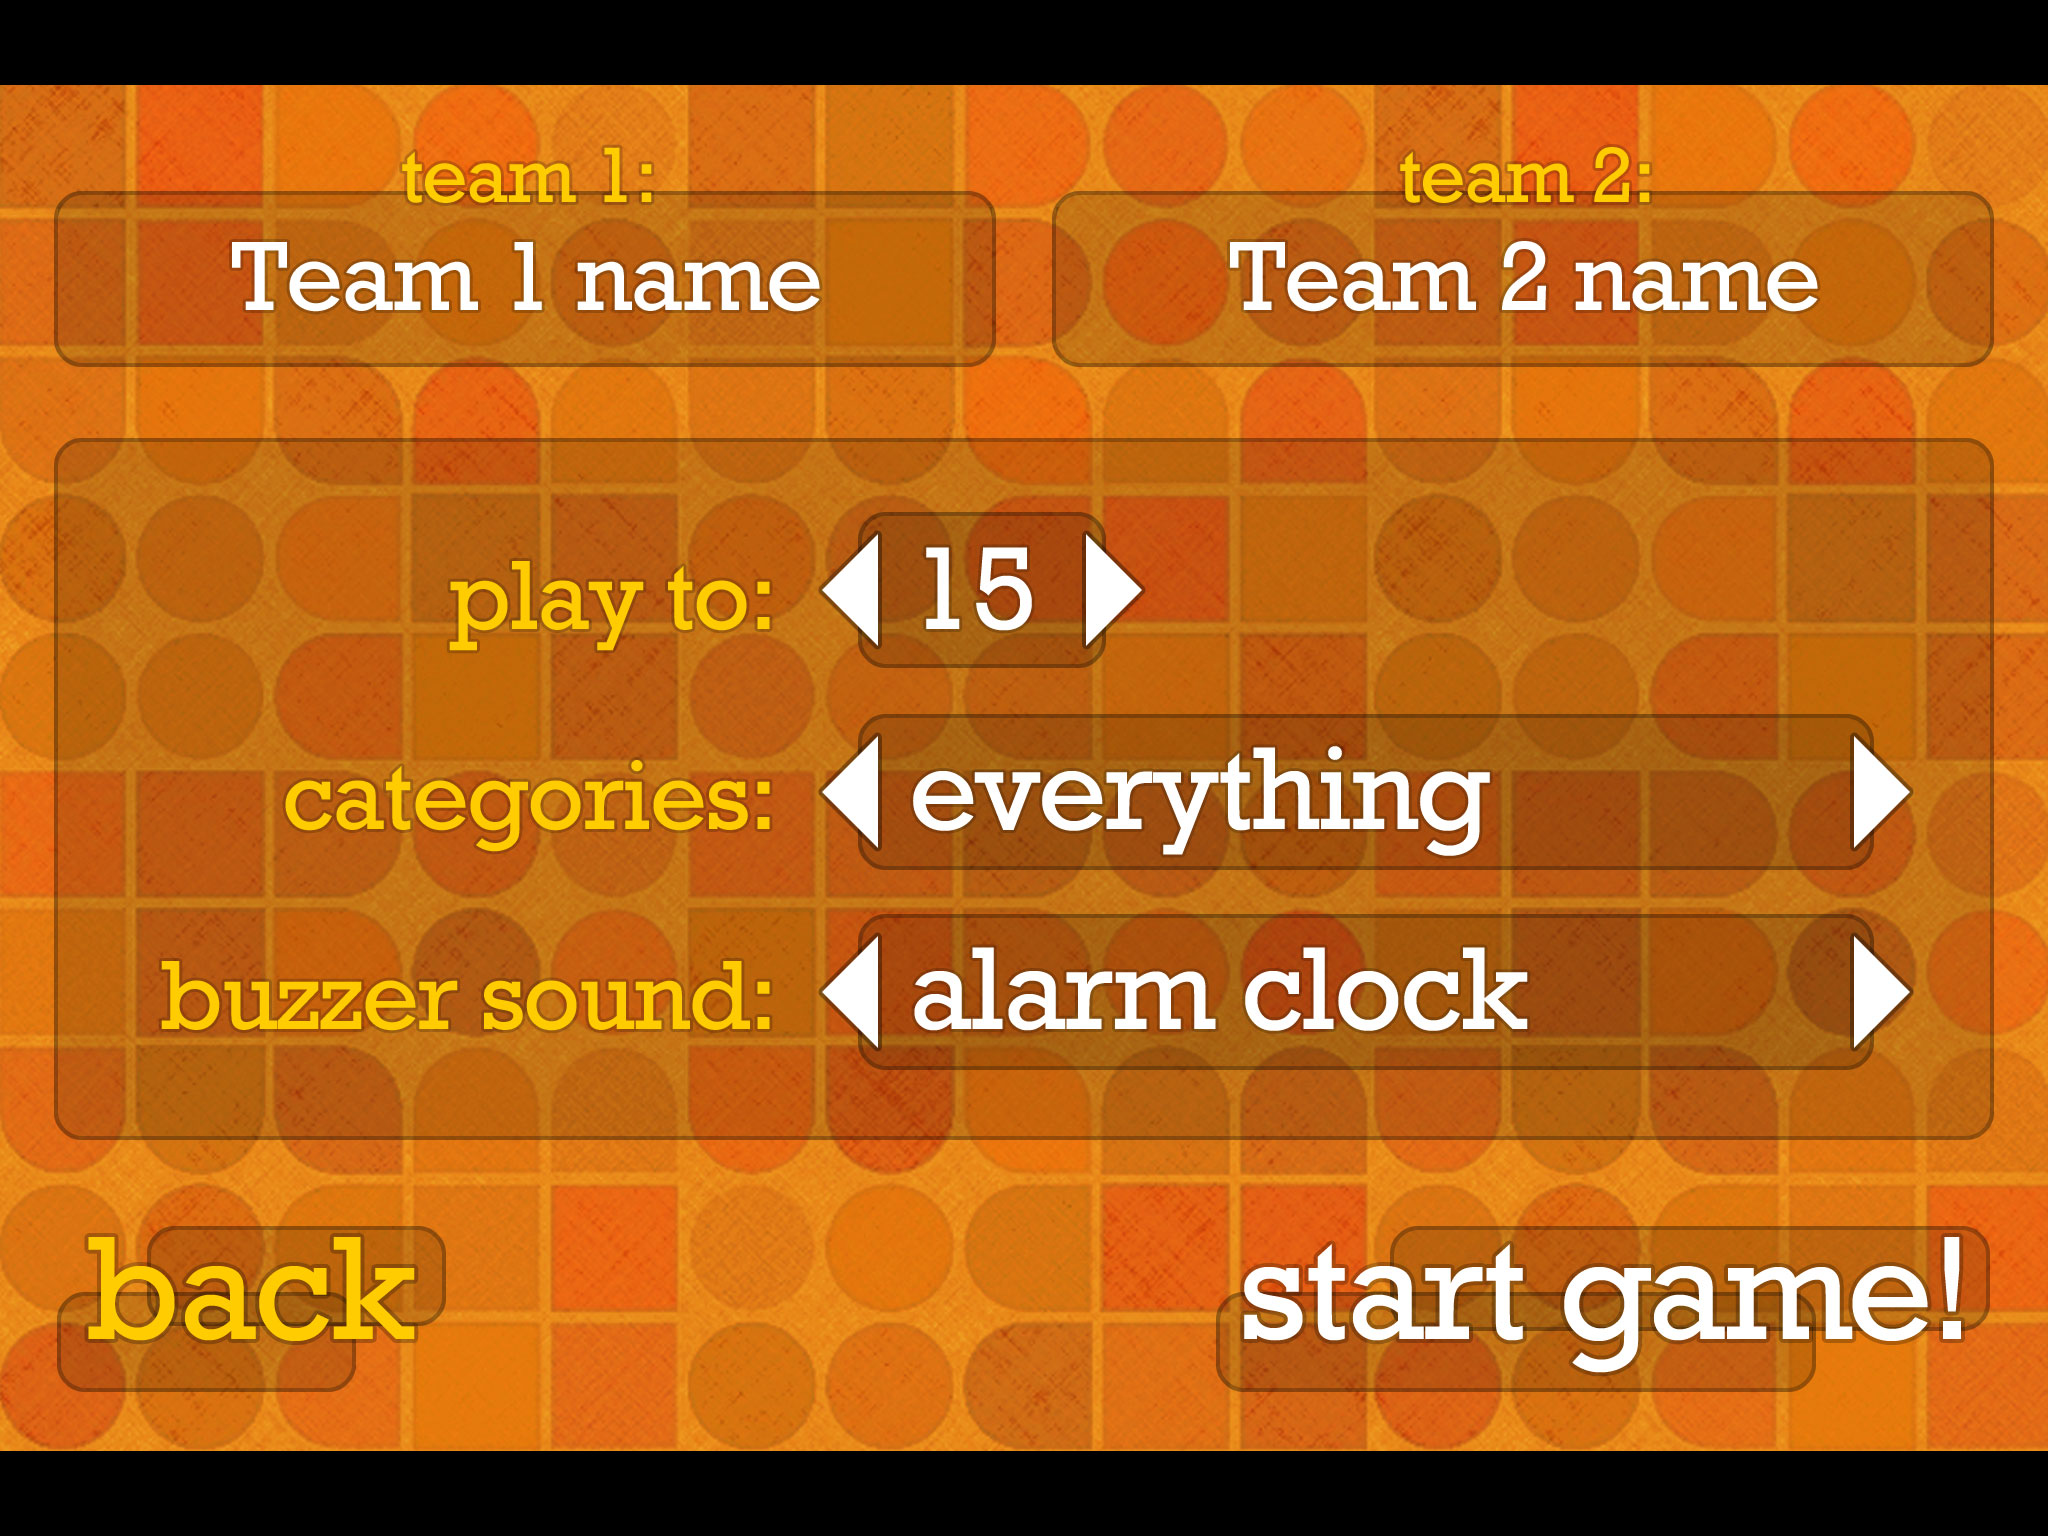 team 1:
team 2:
Team 1 name
Team 2 name
play to:
15
categories:
everything
buzzer sound:
alarm clock
back
start game!